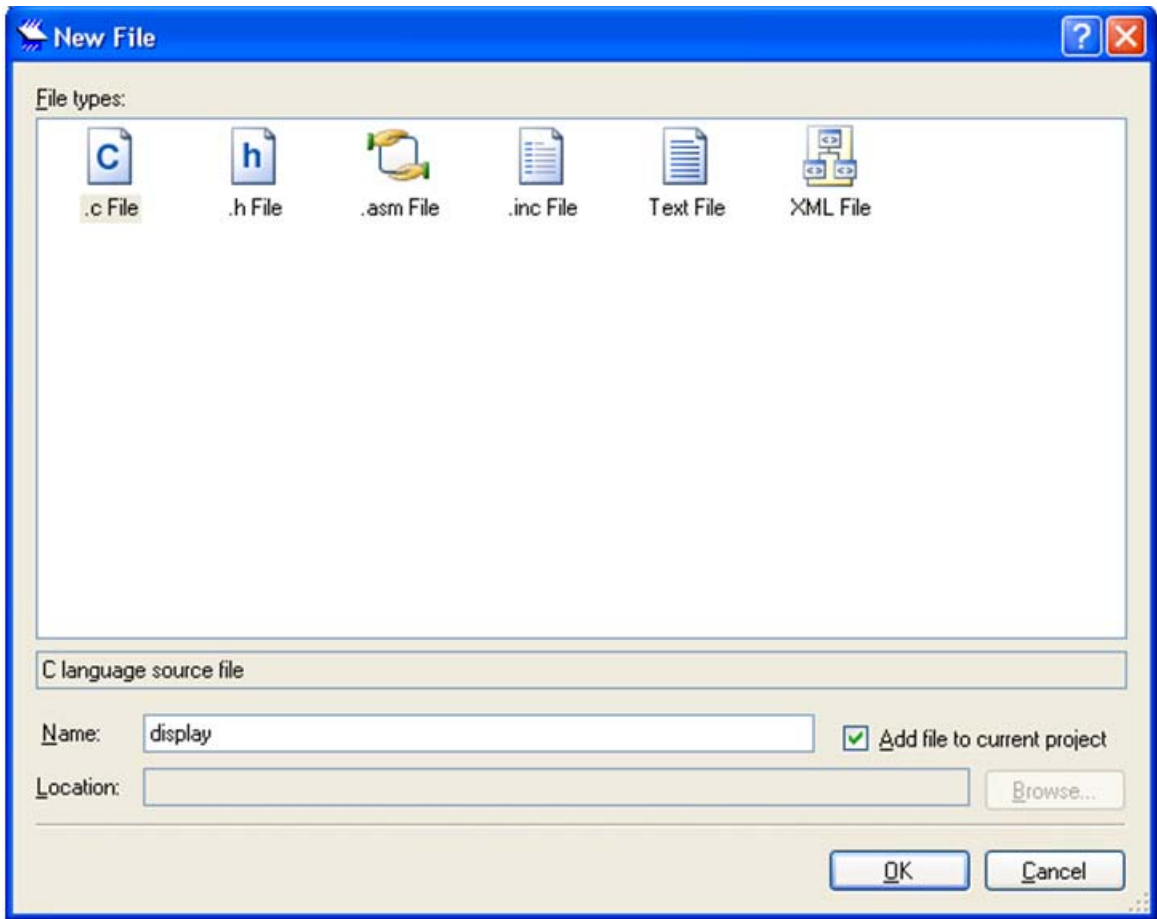 New File
File types:
C h
.c File .h File .asm File .inc File Text File XML File
C language source file
Name: display Add file to current project
Location: Browse...
OK Cancel